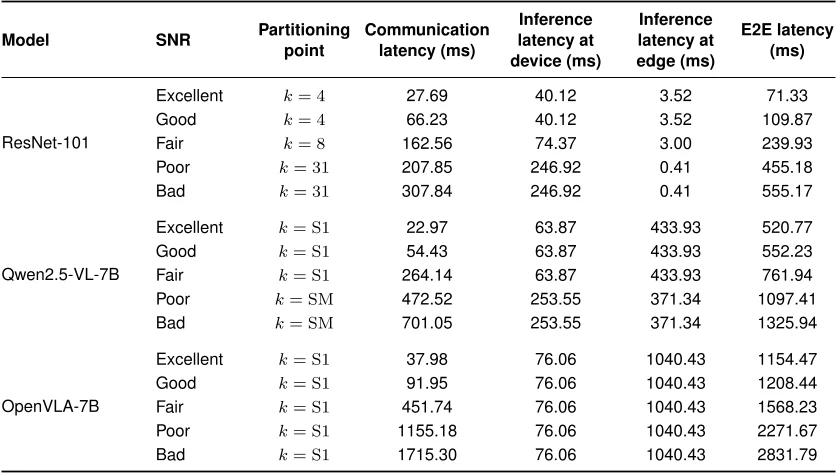 Model SNR Partitioning point Communication latency (ms) Inference latency at device (ms) Inference latency at edge (ms) E2E latency (ms)
Excellent k = 4 27.69 40.12 3.52 71.33
Good k = 4 66.23 40.12 3.52 109.87
ResNet-101 Fair k = 8 162.56 74.37 3.00 239.93
Poor k = 31 207.85 246.92 0.41 455.18
Bad k = 31 307.84 246.92 0.41 555.17
Excellent k = S1 22.97 63.87 433.93 520.77
Good k = S1 54.43 63.87 433.93 552.23
Qwen2.5-VL-7B Fair k = S1 264.14 63.87 433.93 761.94
Poor k = SM 472.52 253.55 371.34 1097.41
Bad k = SM 701.05 253.55 371.34 1325.94
Excellent k = S1 37.98 76.06 1040.43 1154.47
Good k = S1 91.95 76.06 1040.43 1208.44
OpenVLA-7B Fair k = S1 451.74 76.06 1040.43 1568.23
Poor k = S1 1155.18 76.06 1040.43 2271.67
Bad k = S1 1715.30 76.06 1040.43 2831.79